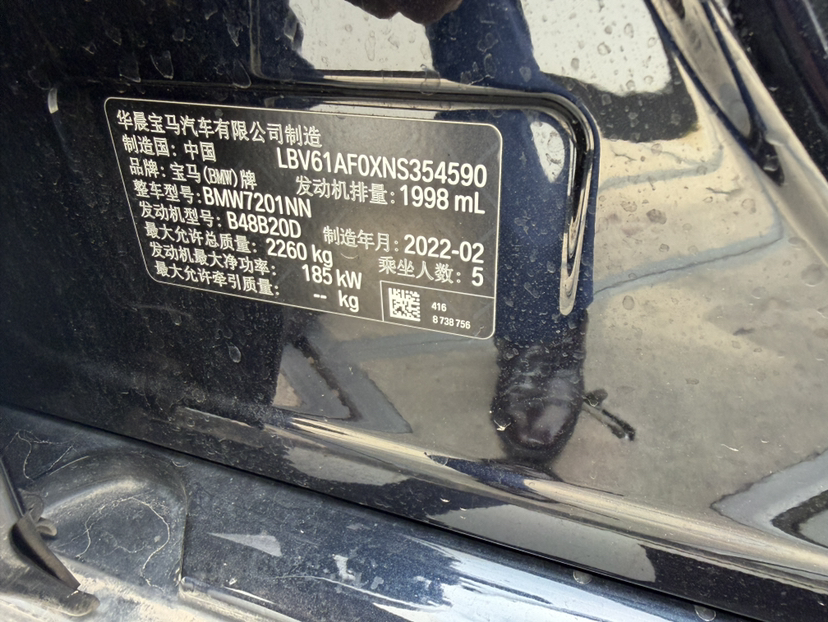 华晨宝马汽车有限公司制造
制造国：中国
LBV61AF0XNS354590
品牌：宝马(BMW)牌
发动机排量：1998 mL
整车型号：BMW7201NN
发动机型号：B48B20D
制造年月：2022-02
最大允许总质量：2260 kg
乘坐人数：5
发动机最大净功率：185 kW
最大允许牵引质量：-- kg
416
8 738 756